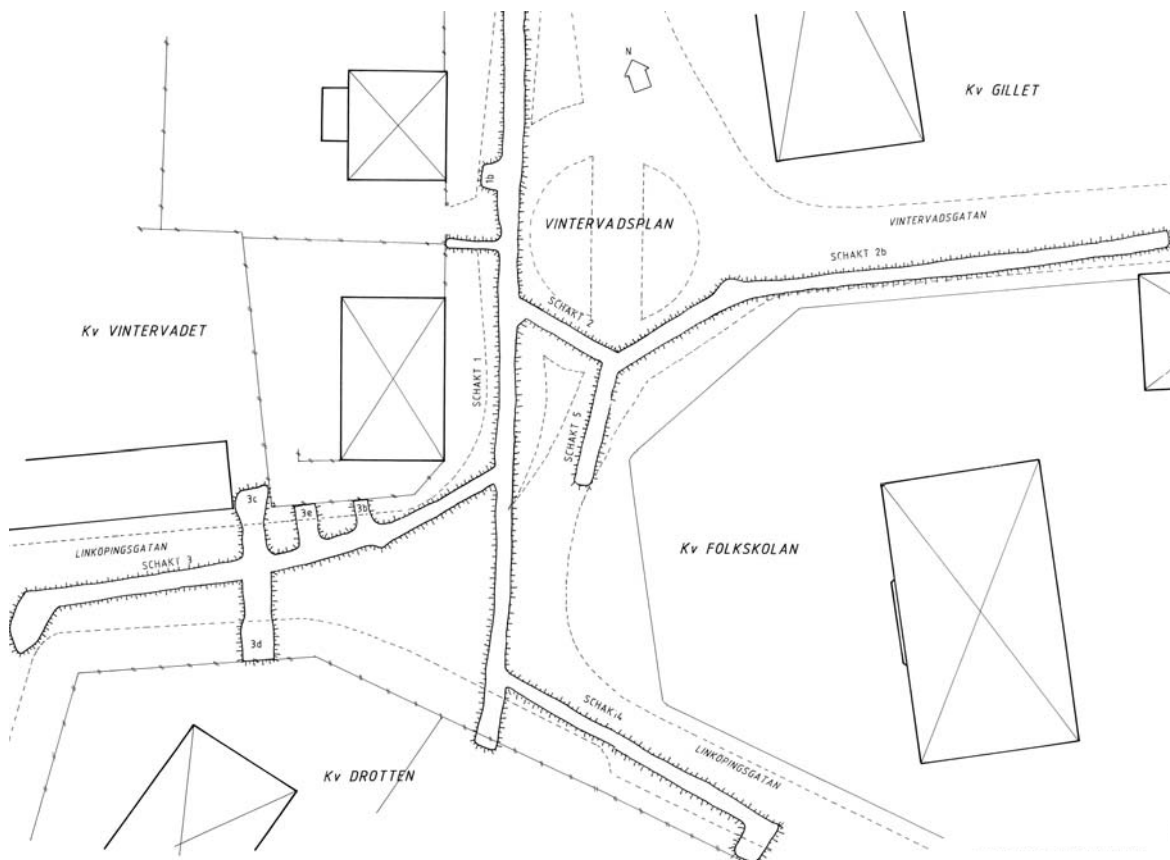 N
Kv GILLET
1b
VINTERVADSPLAN
VINTERVADSGATAN
SCHAKT 2b
SCHAKT 2
Kv VINTERVADET
SCHAKT 1
SCHAKT 5
3c
3e
3b
LINKÖPINGSGATAN
SCHAKT 3
Kv FOLKSKOLAN
3d
SCHAKT 4
LINKÖPINGSGATAN
Kv DROTTEN